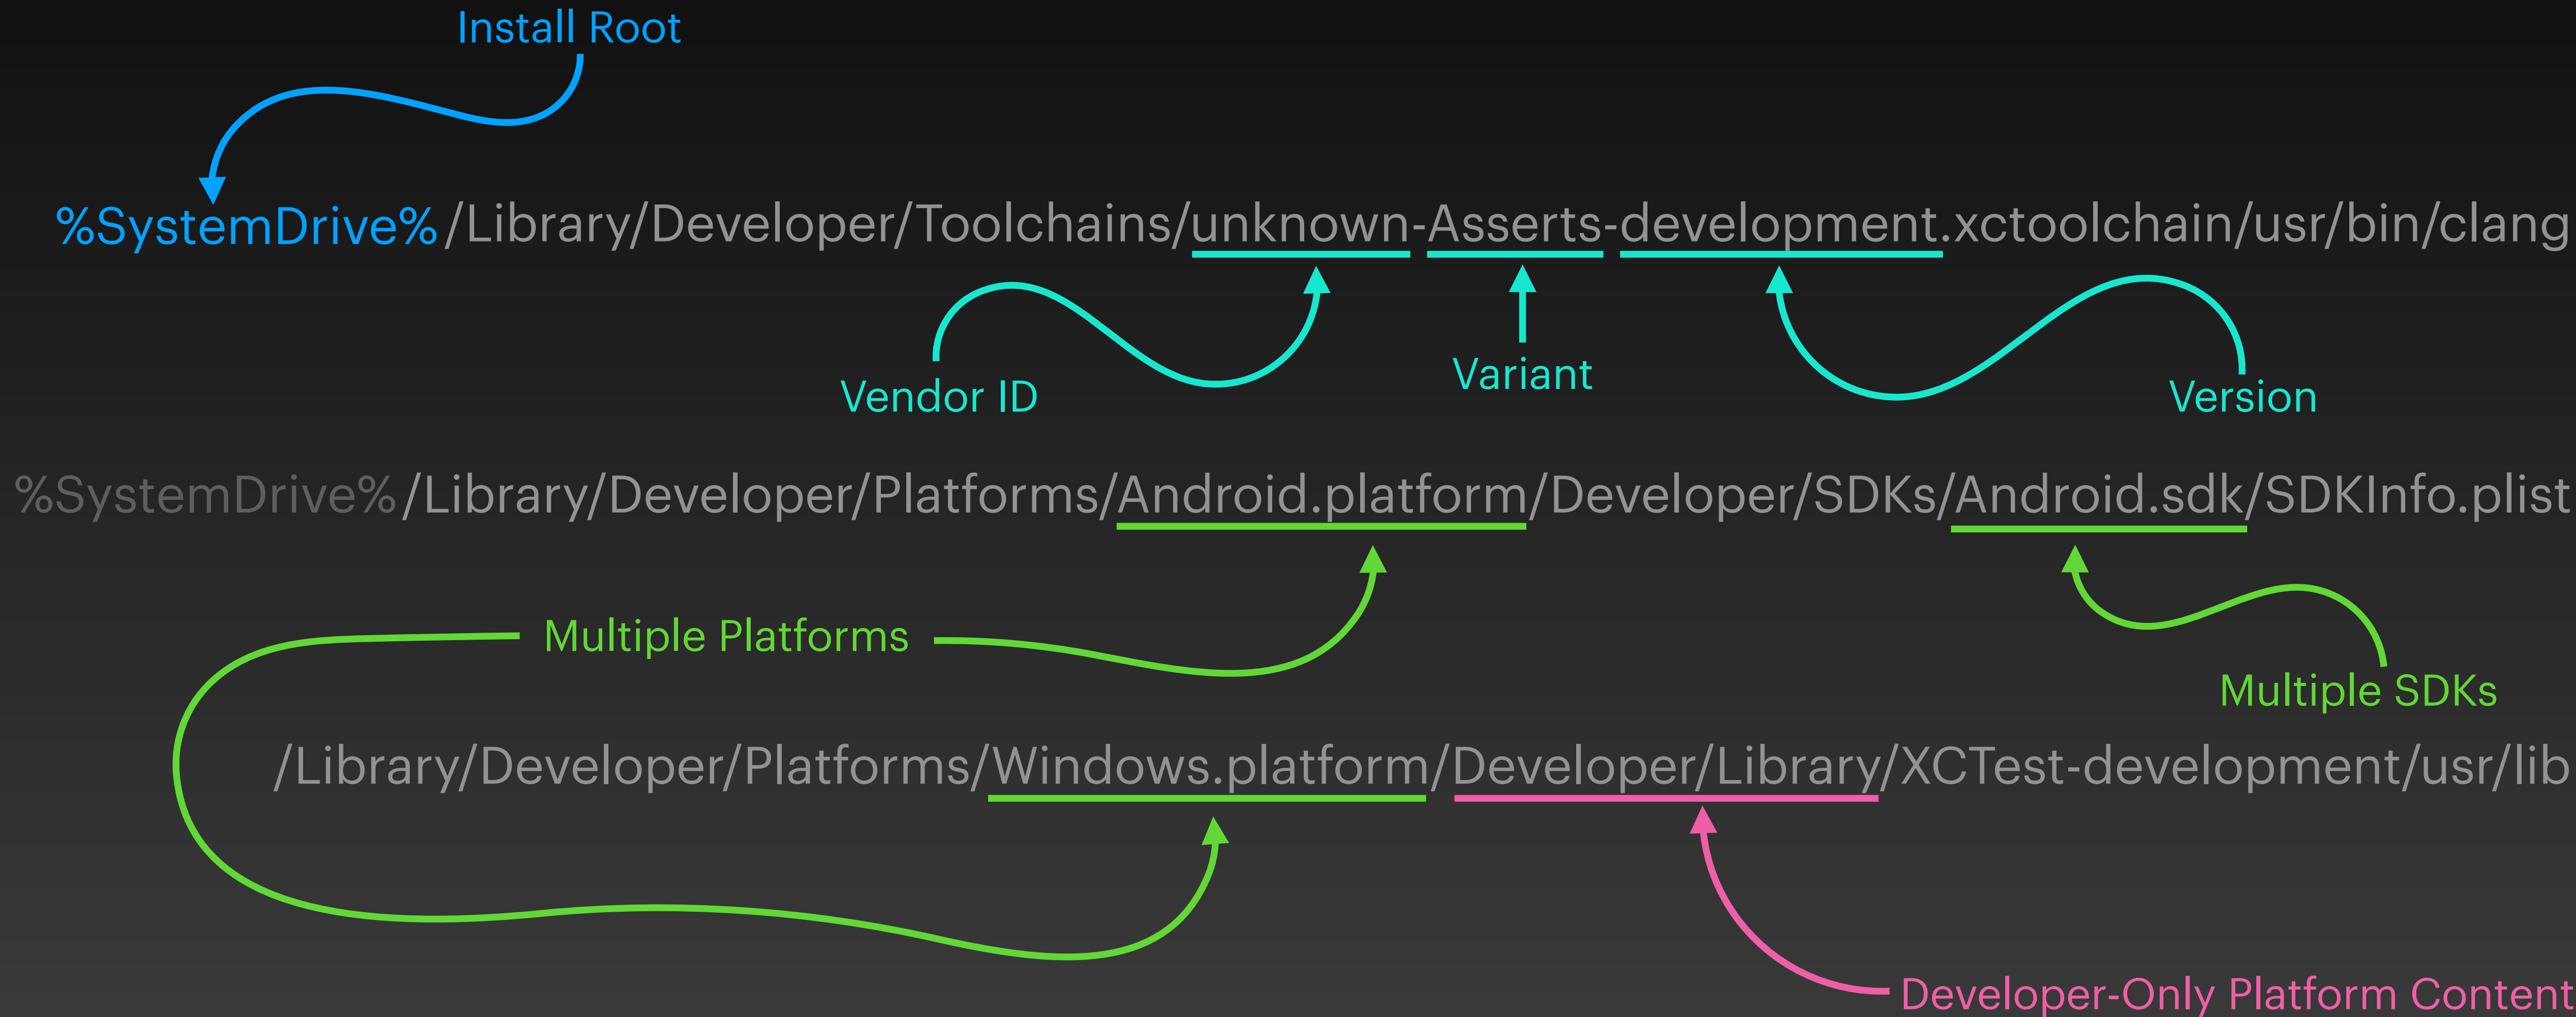 Install Root
%SystemDrive%/Library/Developer/Toolchains/unknown-Asserts-development.xctoolchain/usr/bin/clang
Vendor ID
Variant
Version
%SystemDrive%/Library/Developer/Platforms/Android.platform/Developer/SDKs/Android.sdk/SDKInfo.plist
Multiple Platforms
Multiple SDKs
/Library/Developer/Platforms/Windows.platform/Developer/Library/XCTest-development/usr/lib
Developer-Only Platform Content